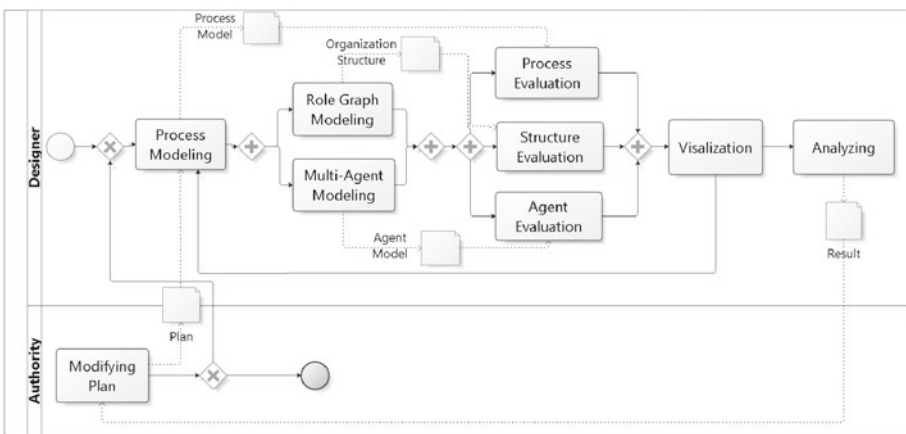 Process
Model
Organization
Structure
Process
Evaluation
Designer
Process
Modeling
Role Graph
Modeling
Multi-Agent
Modeling
Structure
Evaluation
Visalization
Analyzing
Agent
Evaluation
Agent
Model
Result
Plan
Authority
Modifying
Plan